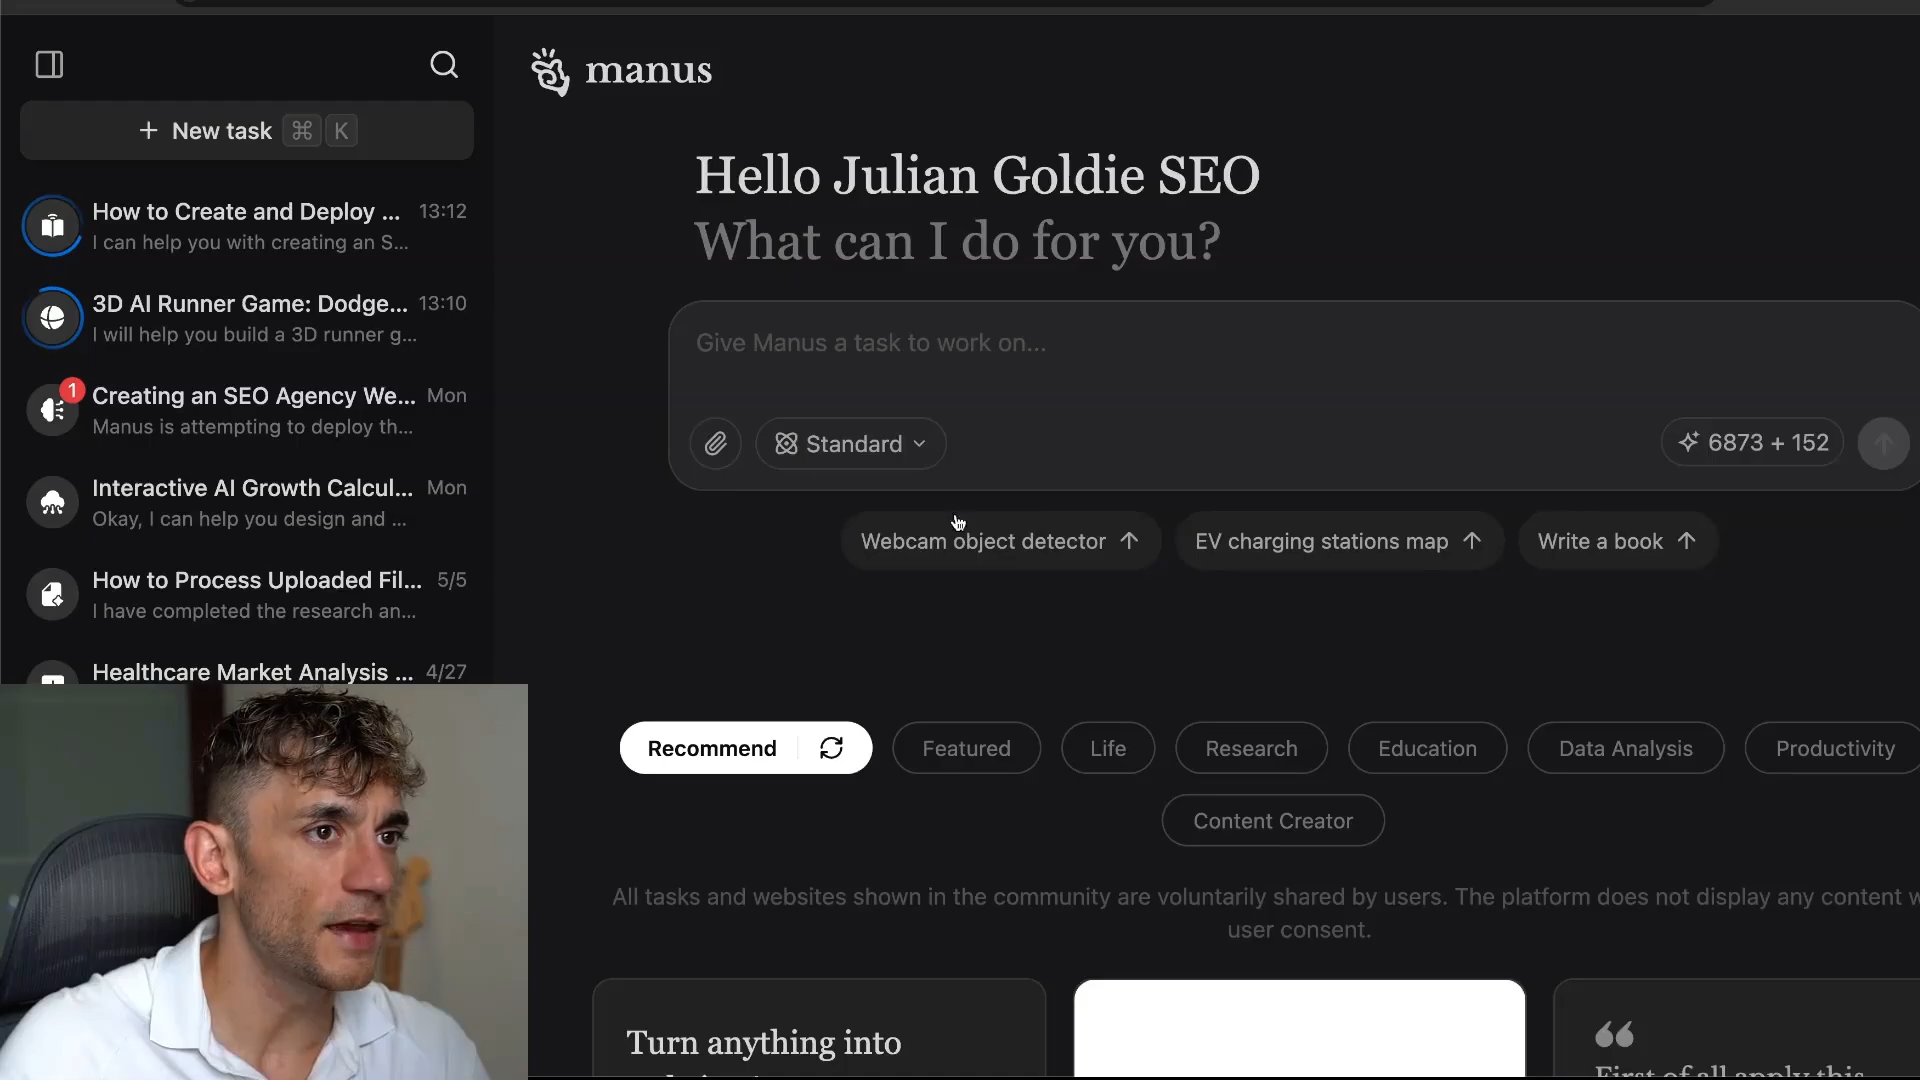 manus
+ New task ⌘ K
Hello Julian Goldie SEO
What can I do for you?
How to Create and Deploy ... 13:12
I can help you with creating an S...
3D AI Runner Game: Dodge... 13:10
I will help you build a 3D runner g...
1
Creating an SEO Agency We... Mon
Manus is attempting to deploy th...
Interactive AI Growth Calcul... Mon
Okay, I can help you design and ...
How to Process Uploaded Fil... 5/5
I have completed the research an...
Healthcare Market Analysis ... 4/27
Give Manus a task to work on...
Standard
6873 + 152
Webcam object detector ↑
EV charging stations map ↑
Write a book ↑
Recommend
Featured
Life
Research
Education
Data Analysis
Productivity
Content Creator
All tasks and websites shown in the community are voluntarily shared by users. The platform does not display any content
user consent.
Turn anything into
“
First of all apply this